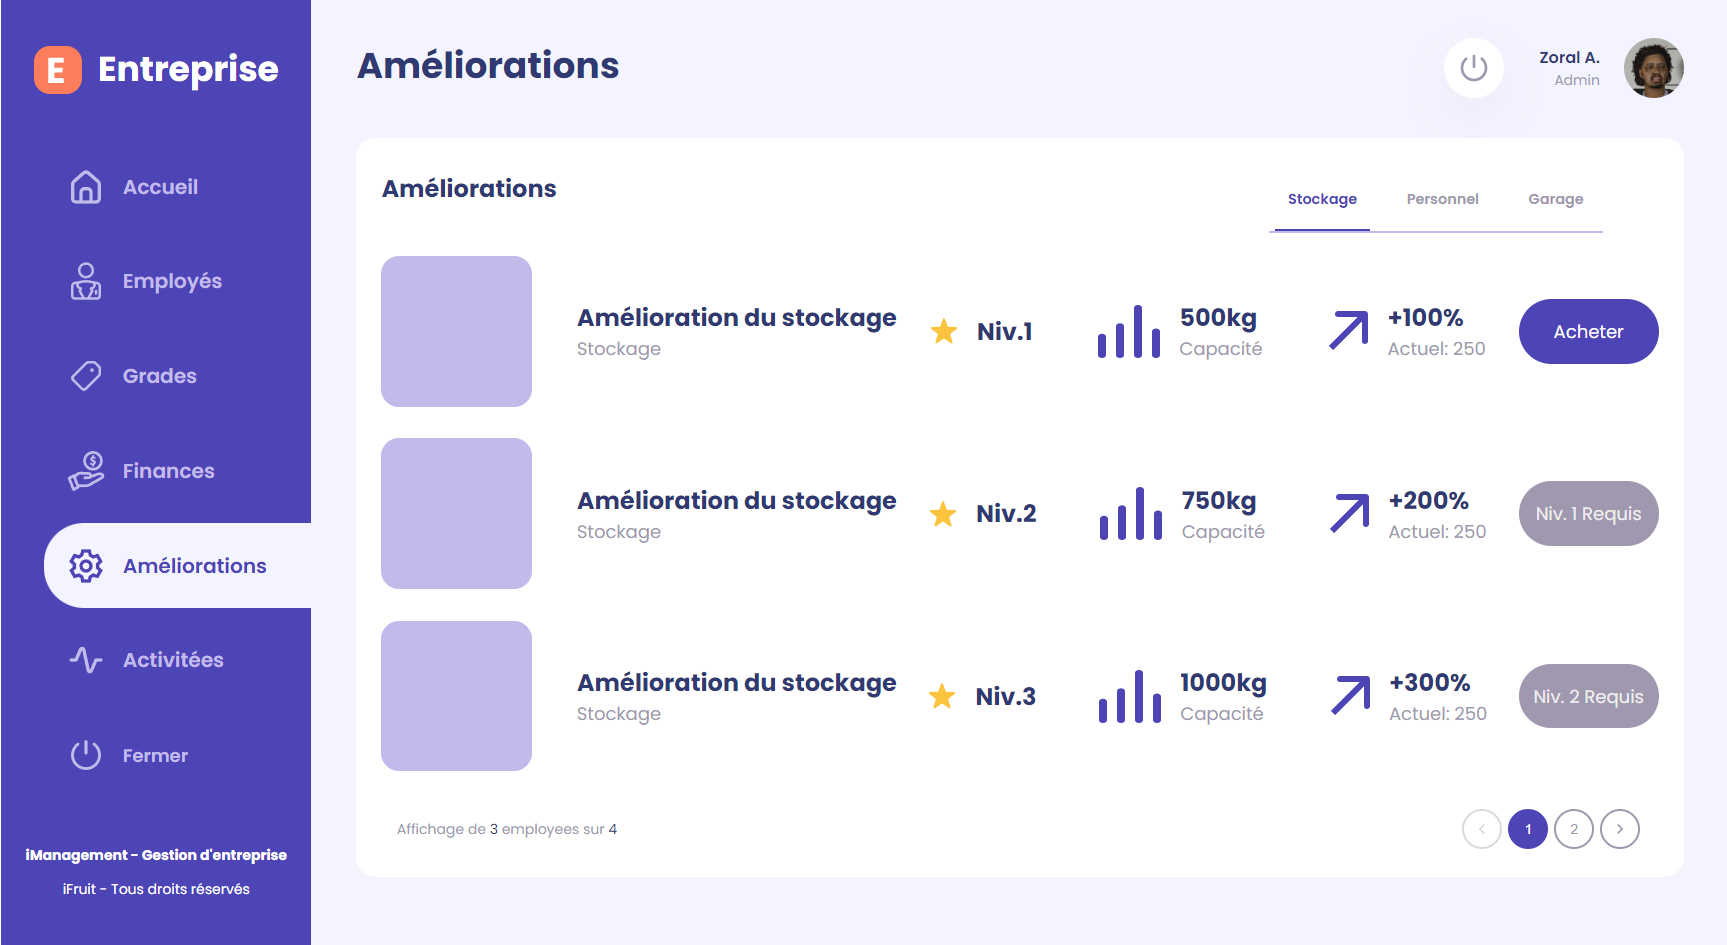 E Entreprise
Accueil
Employés
Grades
Finances
Améliorations
Activitées
Fermer
iManagement - Gestion d'entreprise
iFruit - Tous droits réservés
Améliorations
Zoral A.
Admin
Améliorations
Stockage Personnel Garage
Amélioration du stockage
Stockage
Niv.1
500kg
Capacité
+100%
Actuel: 250
Acheter
Amélioration du stockage
Stockage
Niv.2
750kg
Capacité
+200%
Actuel: 250
Niv. 1 Requis
Amélioration du stockage
Stockage
Niv.3
1000kg
Capacité
+300%
Actuel: 250
Niv. 2 Requis
Affichage de 3 employees sur 4
1 2